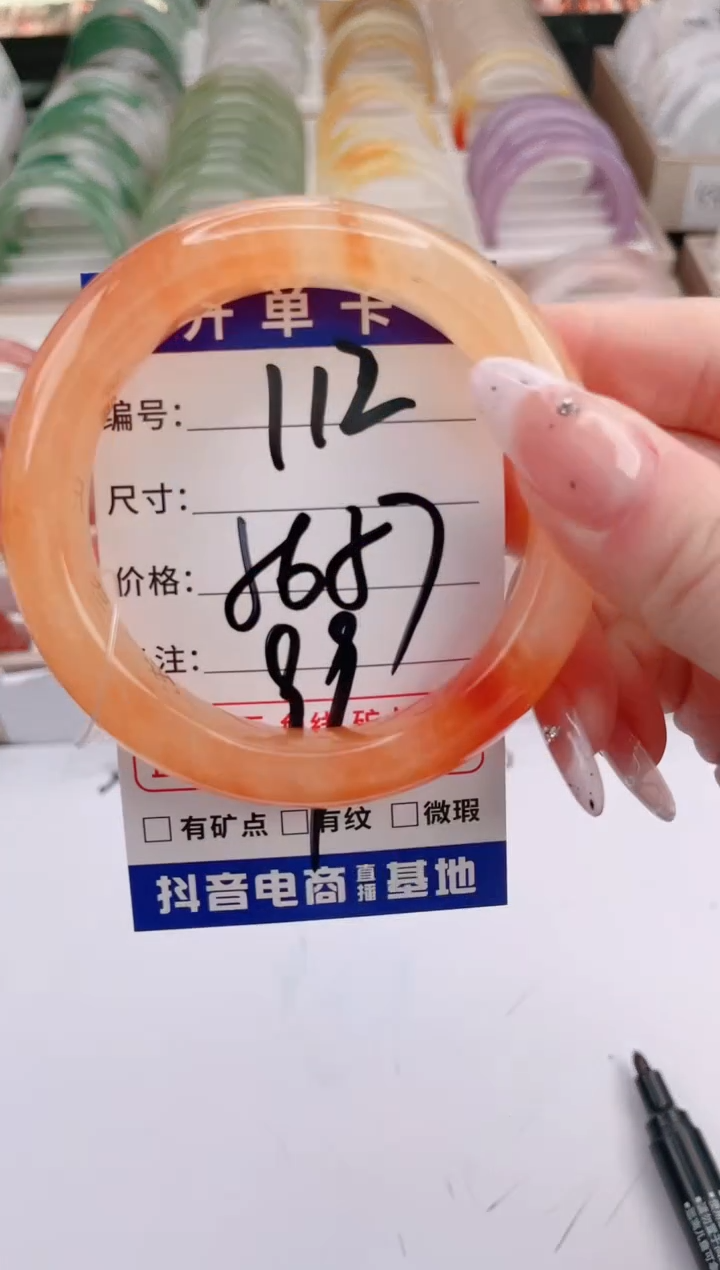 开单卡
编号: 112
尺寸:
价格:
注:
99
有矿点 有纹 微瑕
抖音电商直播基地